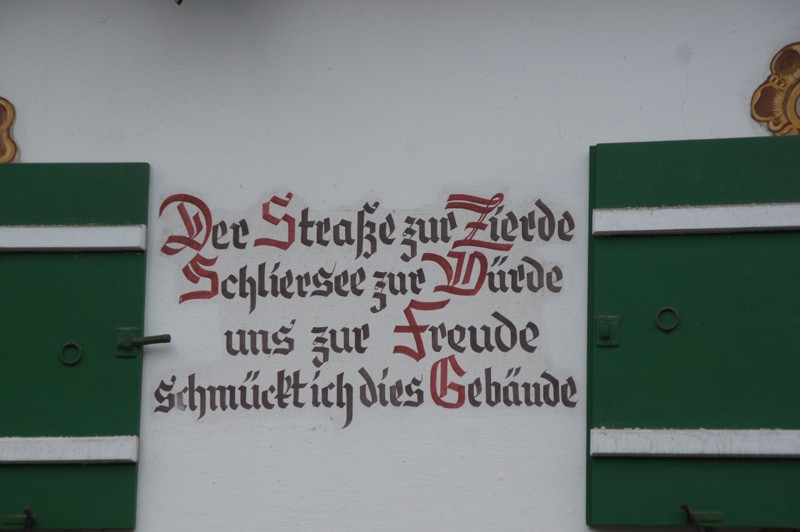 Der Straße zur Zierde
Schliersee zur Würde
uns zur Freude
schmückt ich dies Gebäude